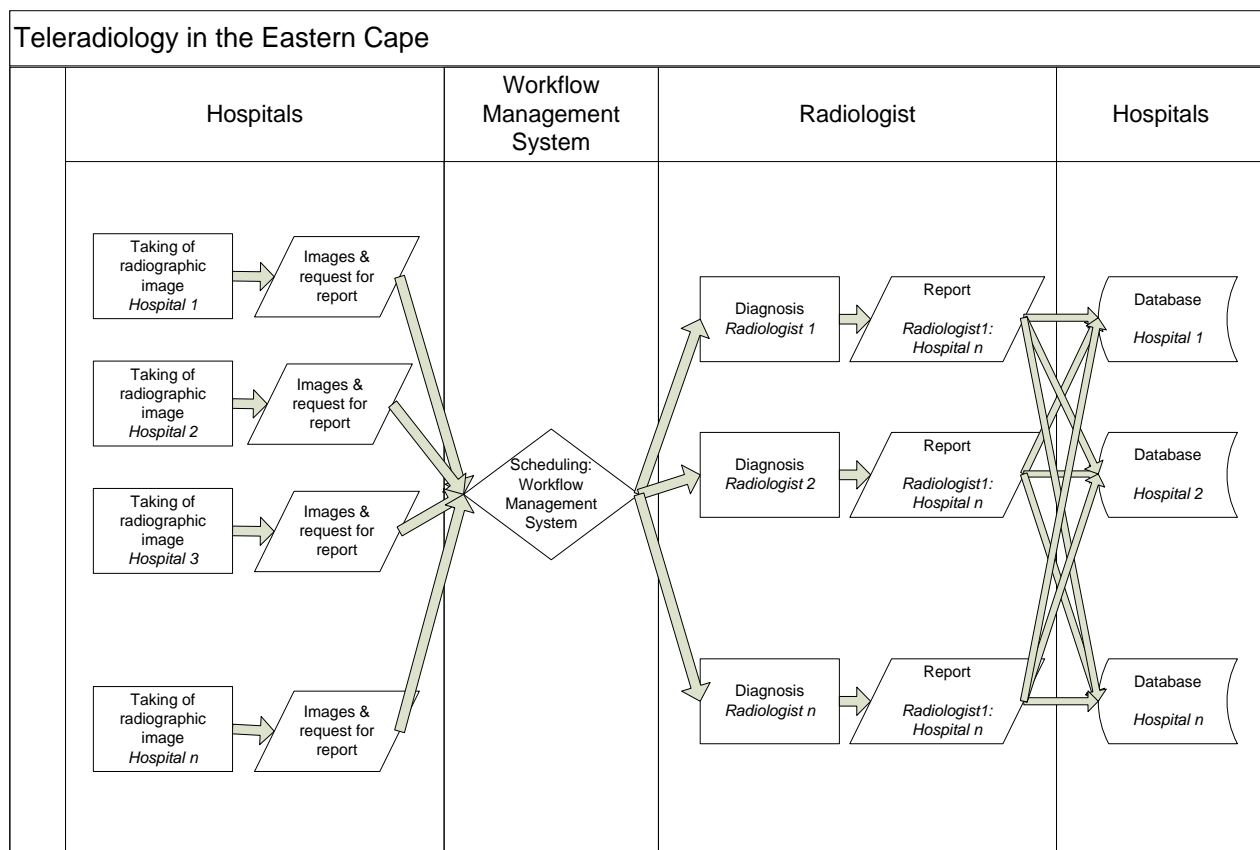 Teleradiology in the Eastern Cape
Hospitals
Workflow
Management
System
Radiologist
Hospitals
Taking of
radiographic
image
Hospital 1
Images &
request for
report
Taking of
radiographic
image
Hospital 2
Images &
request for
report
Taking of
radiographic
image
Hospital 3
Images &
request for
report
Taking of
radiographic
image
Hospital n
Images &
request for
report
Scheduling:
Workflow
Management
System
Diagnosis
Radiologist 1
Report
Radiologist1:
Hospital n
Database
Hospital 1
Diagnosis
Radiologist 2
Report
Radiologist1:
Hospital n
Database
Hospital 2
Diagnosis
Radiologist n
Report
Radiologist1:
Hospital n
Database
Hospital n